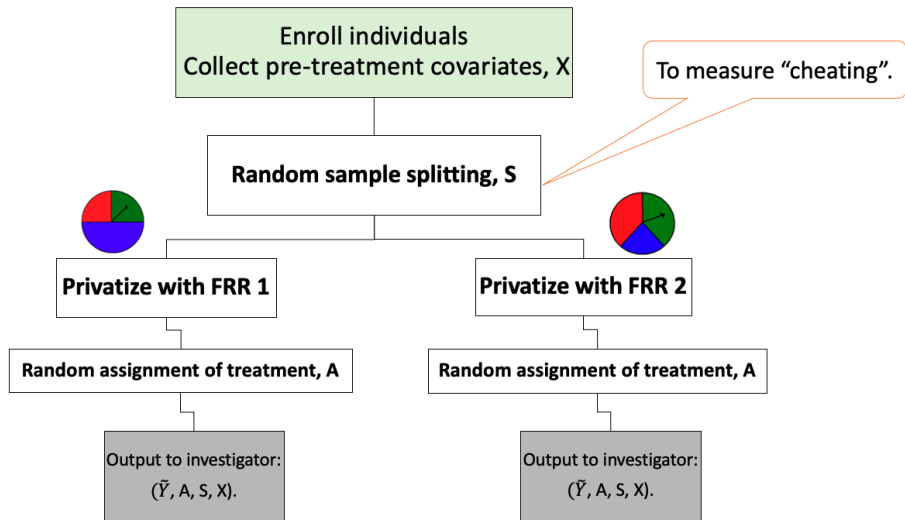 Enroll individuals
Collect pre-treatment covariates, X
To measure “cheating”.
Random sample splitting, S
Privatize with FRR 1
Privatize with FRR 2
Random assignment of treatment, A
Random assignment of treatment, A
Output to investigator:
(Ỹ, A, S, X).
Output to investigator:
(Ỹ, A, S, X).